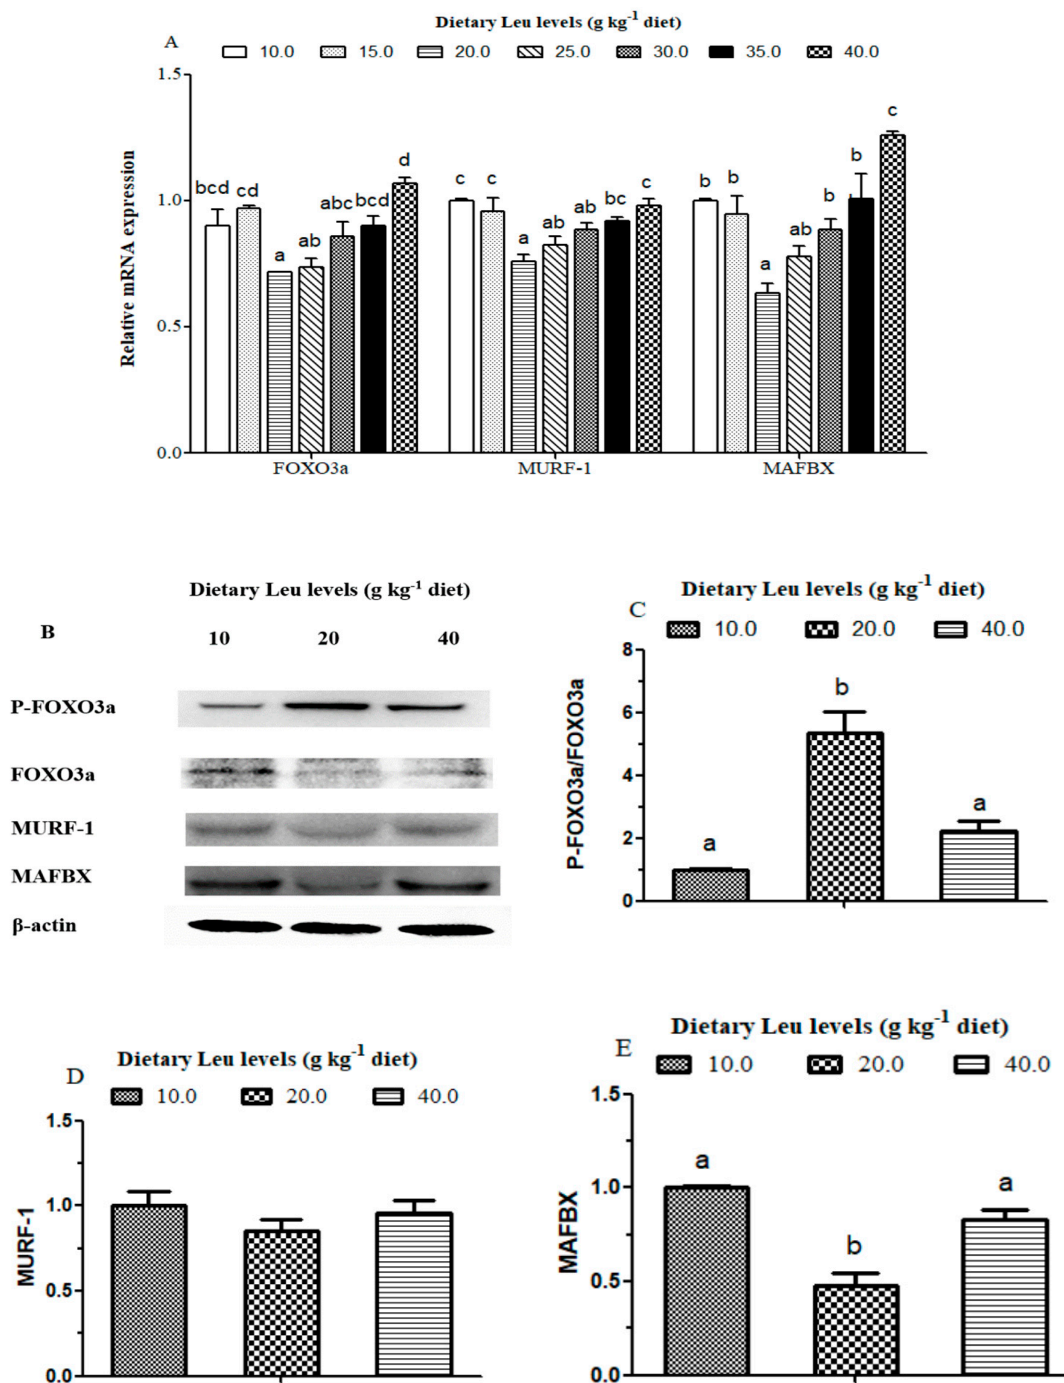 Dietary Leu levels (g kg-1 diet)
A
10.0 15.0 20.0 25.0 30.0 35.0 40.0
1.5
c
d
b
bcd cd abc bcd c c bc c b b b
1.0
a ab a ab ab a ab
0.5
0.0
Relative mRNA expression
FOXO3a MURF-1 MAFBX
Dietary Leu levels (g kg-1 diet)
B
10 20 40
P-FOXO3a
FOXO3a
MURF-1
MAFBX
β-actin
Dietary Leu levels (g kg-1 diet)
C
10.0 20.0 40.0
8
6
4
2
0
P-FOXO3a/FOXO3a
a b a
Dietary Leu levels (g kg-1 diet)
D
10.0 20.0 40.0
1.5
1.0
0.5
0.0
MURF-1
Dietary Leu levels (g kg-1 diet)
E
10.0 20.0 40.0
1.5
1.0
0.5
0.0
MAFBX
a b a